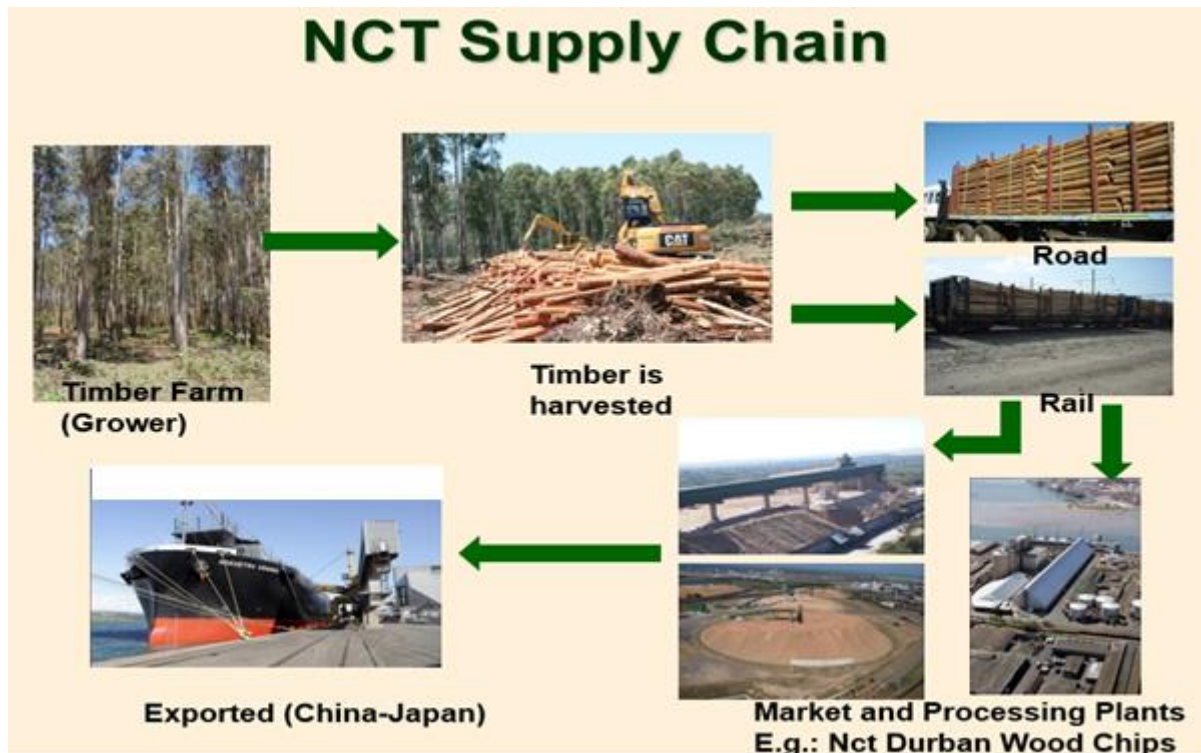 NCT Supply Chain
CAT
Road
Timber Farm
(Grower)
Timber is
harvested
Rail
Exported (China-Japan)
Market and Processing Plants
E.g.: Nct Durban Wood Chips